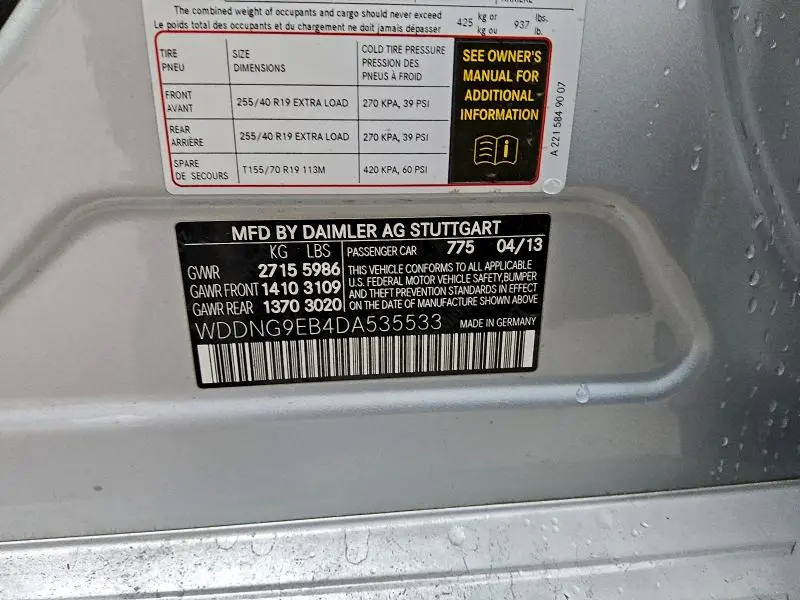 The combined weight of occupants and cargo should never exceed
Le poids total des occupants et du chargement ne doit jamais dépasser
425 kg or kg ou 937 lbs. lb.
TIRE PNEU
SIZE DIMENSIONS
COLD TIRE PRESSURE PRESSION DES PNEUS À FROID
FRONT AVANT
255/40 R19 EXTRA LOAD
270 KPA, 39 PSI
REAR ARRIÈRE
255/40 R19 EXTRA LOAD
270 KPA, 39 PSI
SPARE DE SECOURS
T155/70 R19 113M
420 KPA, 60 PSI
SEE OWNER'S
MANUAL FOR
ADDITIONAL
INFORMATION
A 221 584 90 07
MFD BY DAIMLER AG STUTTGART
KG LBS
GVWR 2715 5986
GAWR FRONT 1410 3109
GAWR REAR 1370 3020
PASSENGER CAR 775 04/13
THIS VEHICLE CONFORMS TO ALL APPLICABLE
U.S. FEDERAL MOTOR VEHICLE SAFETY, BUMPER
AND THEFT PREVENTION STANDARDS IN EFFECT
ON THE DATE OF MANUFACTURE SHOWN ABOVE
WDDNG9EB4DA535533 MADE IN GERMANY